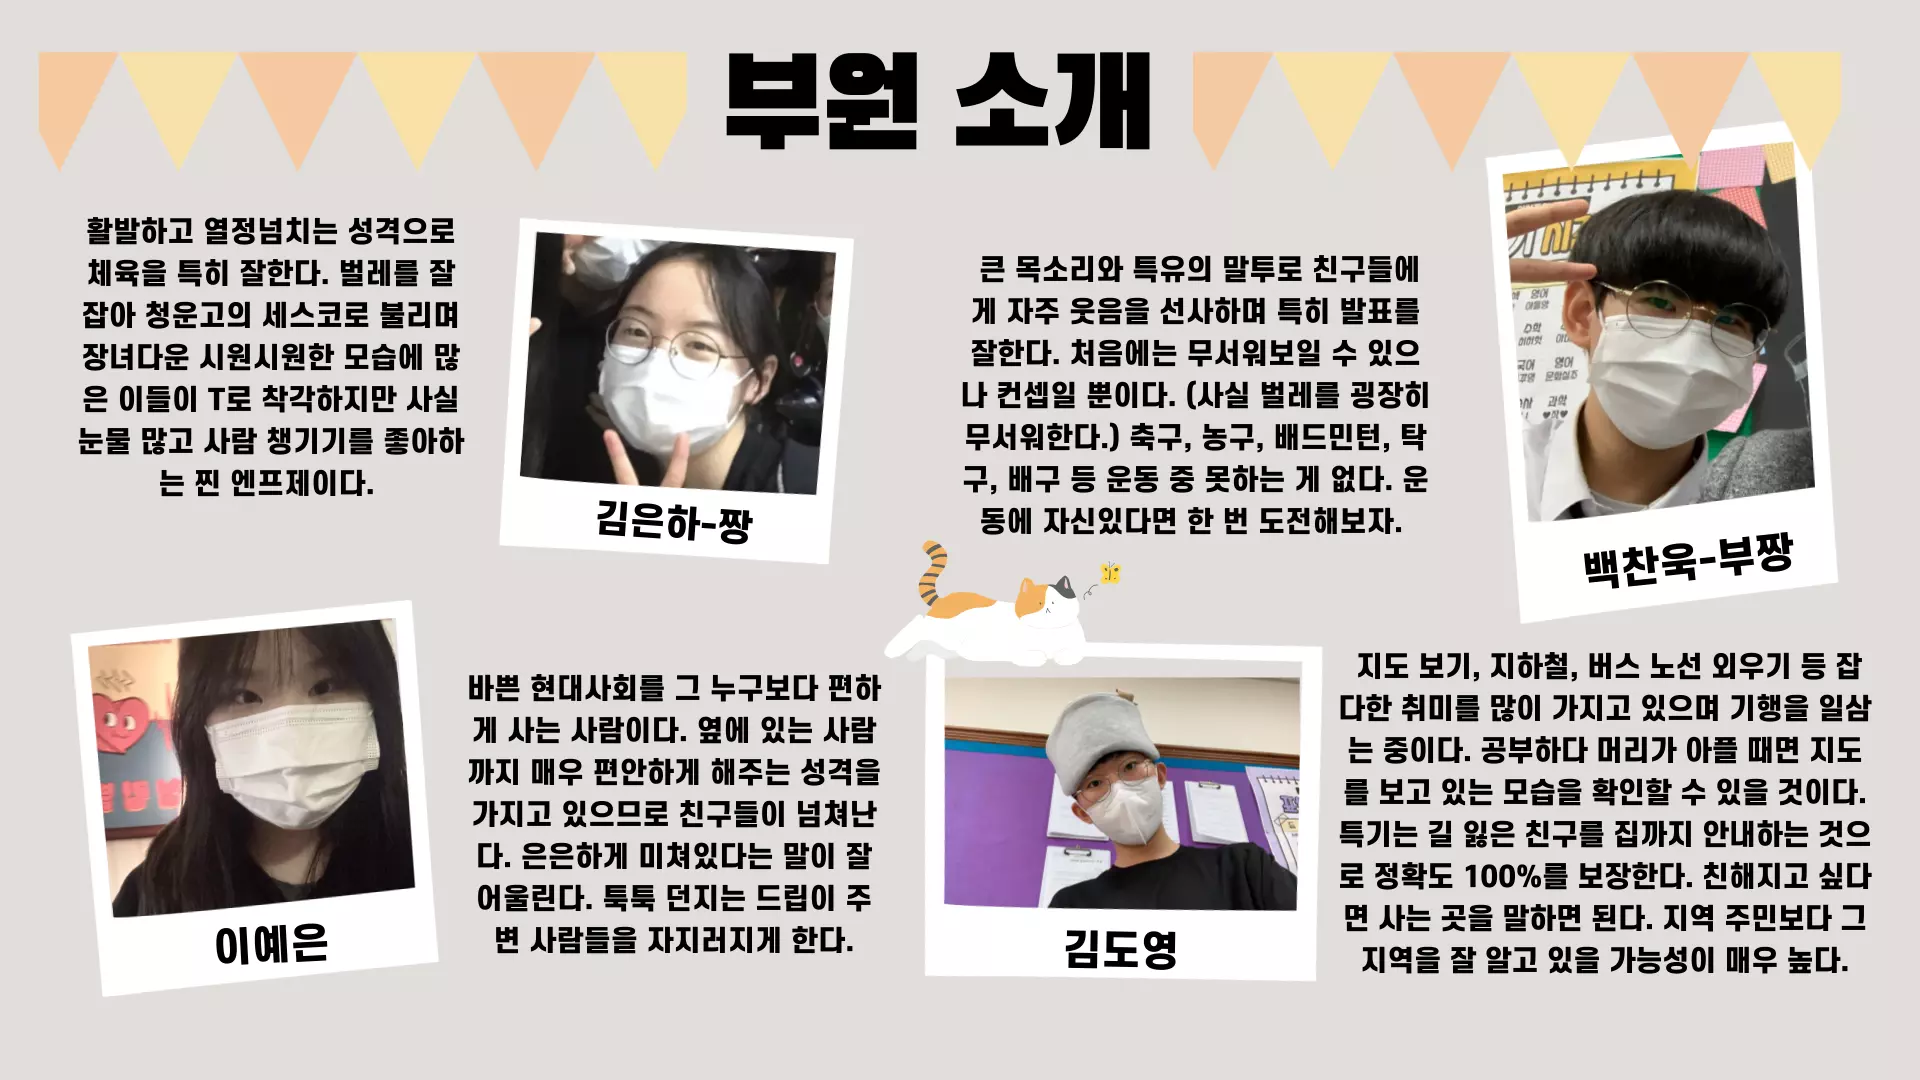 부원 소개
활발하고 열정넘치는 성격으로
체육을 특히 잘한다. 벌레를 잘
잡아 청운고의 세스코로 불리며
장녀다운 시원시원한 모습에 많
은 이들이 T로 착각하지만 사실
눈물 많고 사람 챙기기를 좋아하
는 찐 엔프제이다.
김은하-짱
큰 목소리와 특유의 말투로 친구들에
게 자주 웃음을 선사하며 특히 발표를
잘한다. 처음에는 무서워보일 수 있으
나 컨셉일 뿐이다. (사실 벌레를 굉장히
무서워한다.) 축구, 농구, 배드민턴, 탁
구, 배구 등 운동 중 못하는 게 없다. 운
동에 자신있다면 한 번 도전해보자.
영어
수학
국어 영어
과학
백찬욱-부짱
이예은
바쁜 현대사회를 그 누구보다 편하
게 사는 사람이다. 옆에 있는 사람
까지 매우 편안하게 해주는 성격을
가지고 있으므로 친구들이 넘쳐난
다. 은은하게 미쳐있다는 말이 잘
어울린다. 툭툭 던지는 드립이 주
변 사람들을 자지러지게 한다.
김도영
지도 보기, 지하철, 버스 노선 외우기 등 잡
다한 취미를 많이 가지고 있으며 기행을 일삼
는 중이다. 공부하다 머리가 아플 때면 지도
를 보고 있는 모습을 확인할 수 있을 것이다.
특기는 길 잃은 친구를 집까지 안내하는 것으
로 정확도 100%를 보장한다. 친해지고 싶다
면 사는 곳을 말하면 된다. 지역 주민보다 그
지역을 잘 알고 있을 가능성이 매우 높다.